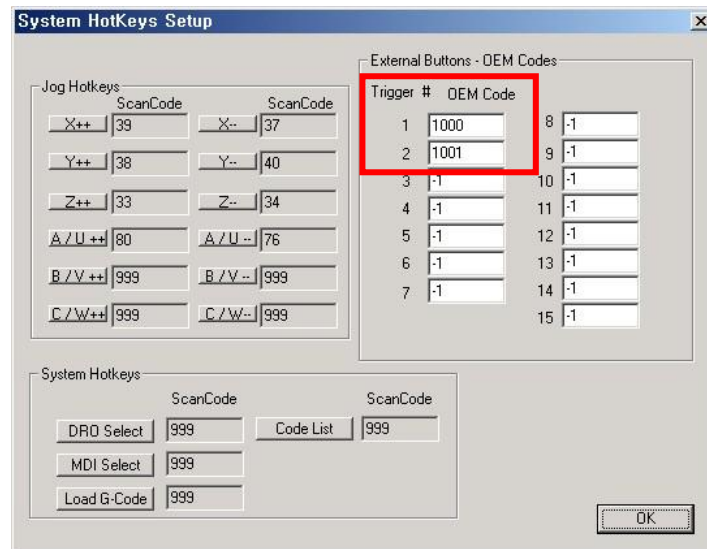 System HotKeys Setup
Jog Hotkeys
ScanCode ScanCode
X++ 39 X-- 37
Y++ 38 Y-- 40
Z++ 33 Z-- 34
A / U ++ 80 A / U -- 76
B / V ++ 999 B / V -- 999
C / W++ 999 C / W-- 999
External Buttons - OEM Codes
Trigger # OEM Code
1 1000
2 1001
3 -1
4 -1
5 -1
6 -1
7 -1
8 -1
9 -1
10 -1
11 -1
12 -1
13 -1
14 -1
15 -1
System Hotkeys
ScanCode ScanCode
DRO Select 999 Code List 999
MDI Select 999
Load G-Code 999
OK